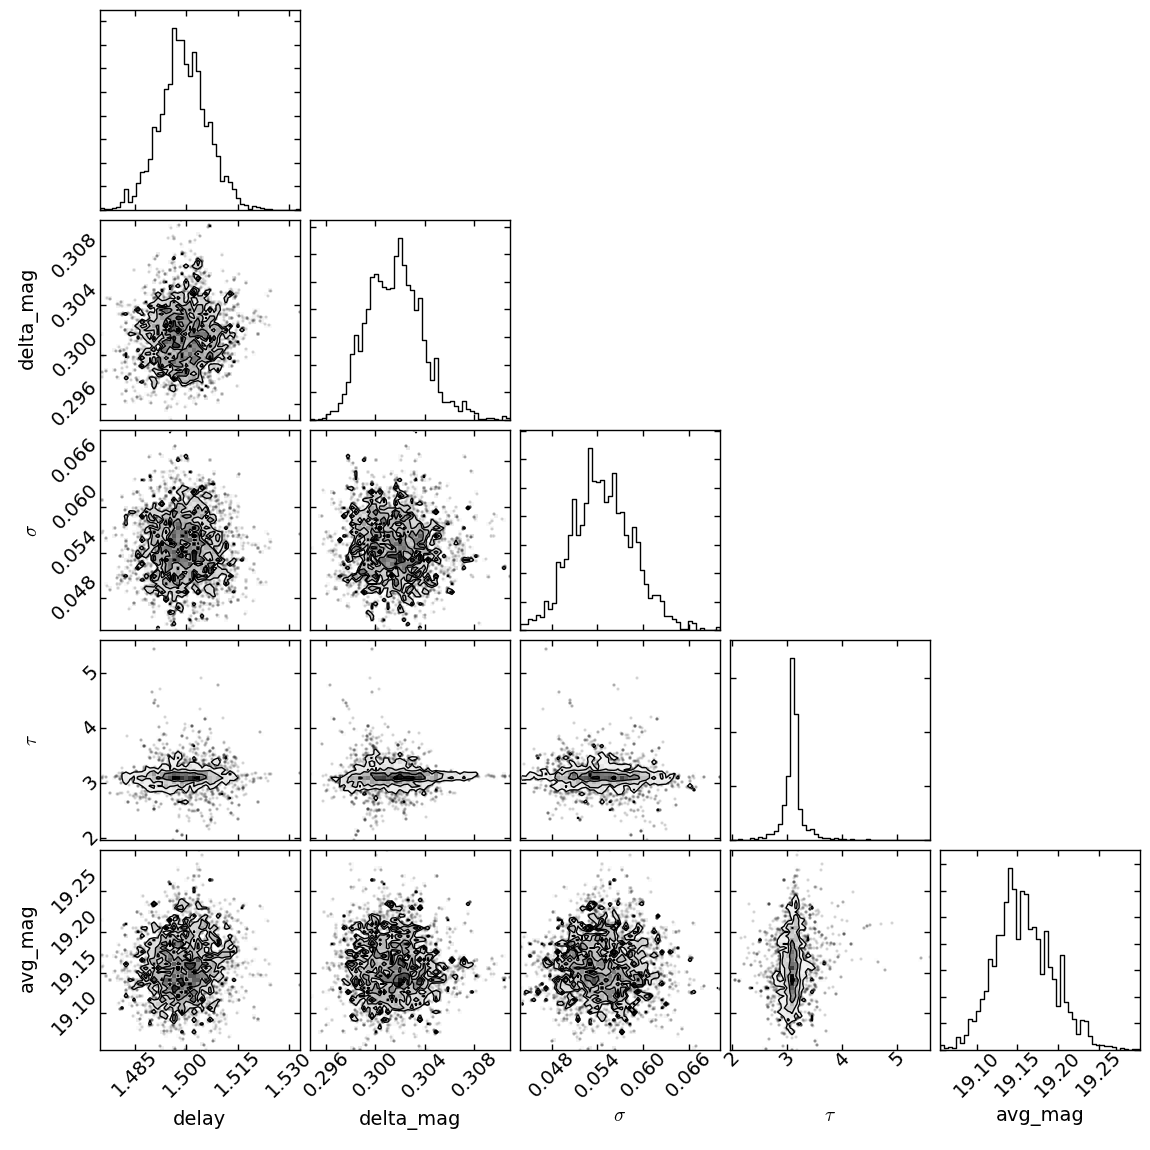 delta_mag
0.308
0.304
0.300
0.296
σ
0.066
0.060
0.054
0.048
τ
5
4
3
2
avg_mag
19.25
19.20
19.15
19.10
1.485 1.500 1.515 1.530
0.296 0.300 0.304 0.308
0.048 0.054 0.060 0.066
2 3 4 5
19.10 19.15 19.20 19.25
delay delta_mag σ τ avg_mag